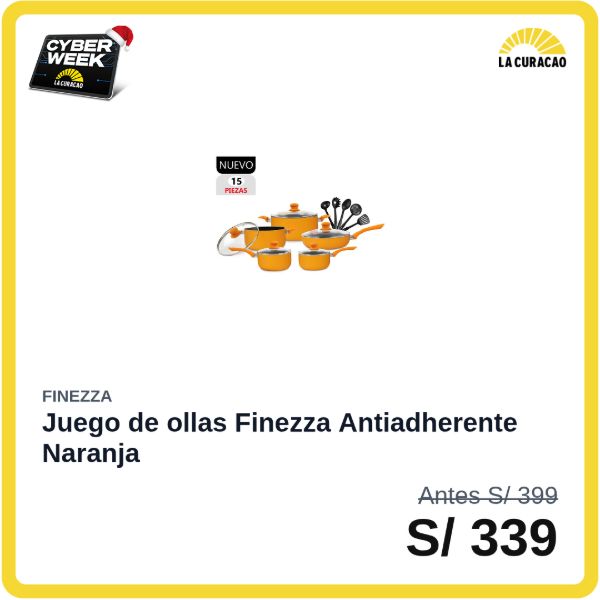 CYBER
WEEK
LA CURACAO
LA CURACAO
NUEVO
15
PIEZAS
FINEZZA
Juego de ollas Finezza Antiadherente
Naranja
Antes S/ 399
S/ 339